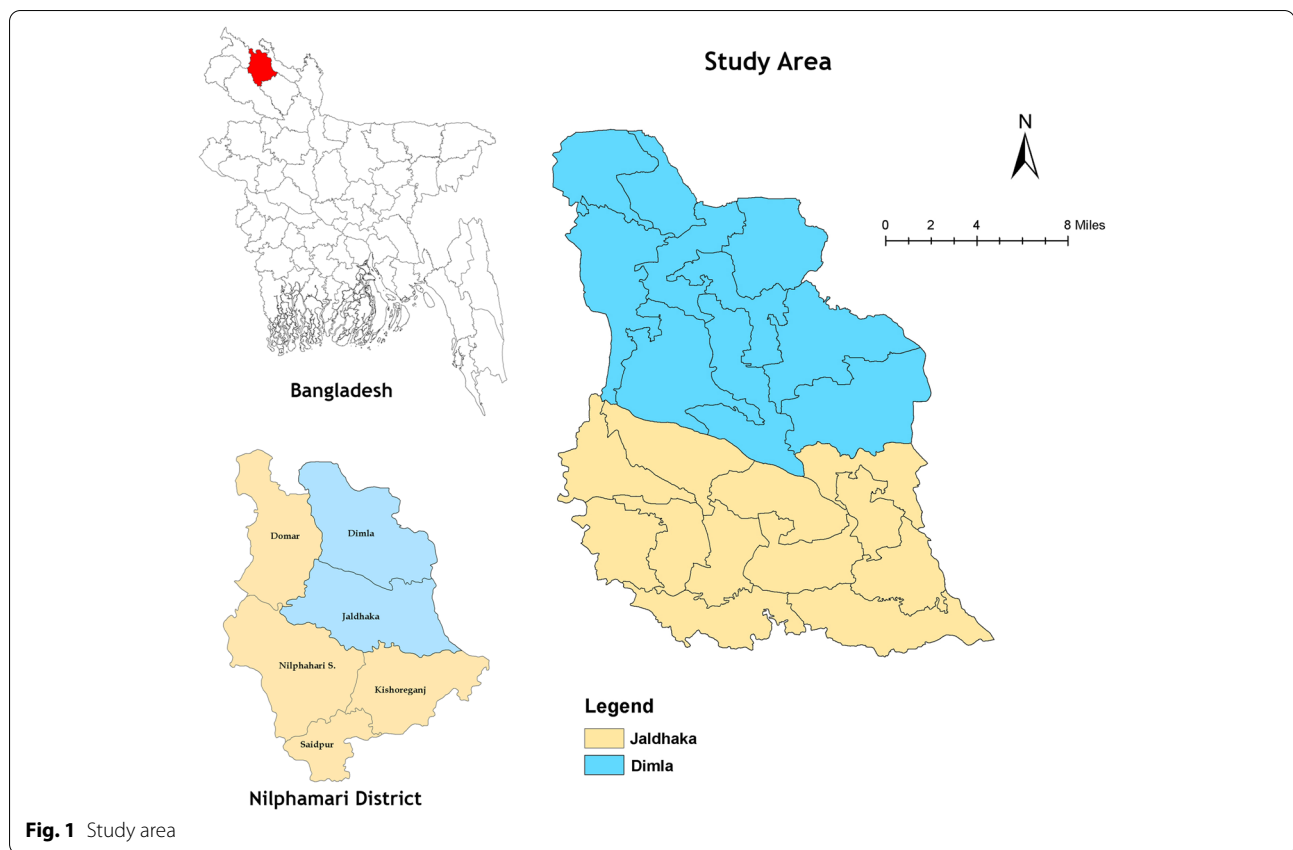 Study Area
N
0 2 4 8 Miles
Bangladesh
Domar
Dimla
Jaldhaka
Nilphahari S.
Kishoreganj
Saidpur
Nilphamari District
Legend
Jaldhaka
Dimla
Fig. 1 Study area